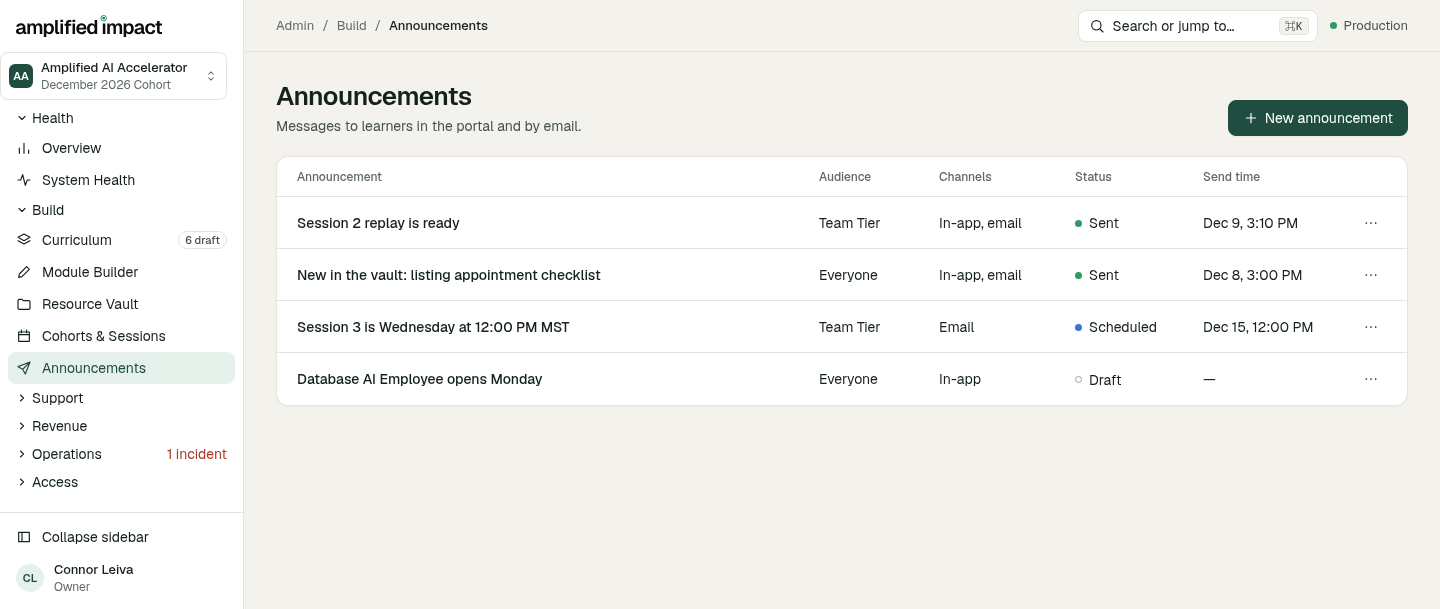 amplified impact
AA
Amplified AI Accelerator
December 2026 Cohort
Health
Overview
System Health
Build
Curriculum 6 draft
Module Builder
Resource Vault
Cohorts & Sessions
Announcements
Support
Revenue
Operations 1 incident
Access
Collapse sidebar
CL
Connor Leiva
Owner
Admin / Build / Announcements
Search or jump to… ⌘K
Production
Announcements
Messages to learners in the portal and by email.
+ New announcement
Announcement Audience Channels Status Send time
Session 2 replay is ready Team Tier In-app, email Sent Dec 9, 3:10 PM ···
New in the vault: listing appointment checklist Everyone In-app, email Sent Dec 8, 3:00 PM ···
Session 3 is Wednesday at 12:00 PM MST Team Tier Email Scheduled Dec 15, 12:00 PM ···
Database AI Employee opens Monday Everyone In-app Draft — ···